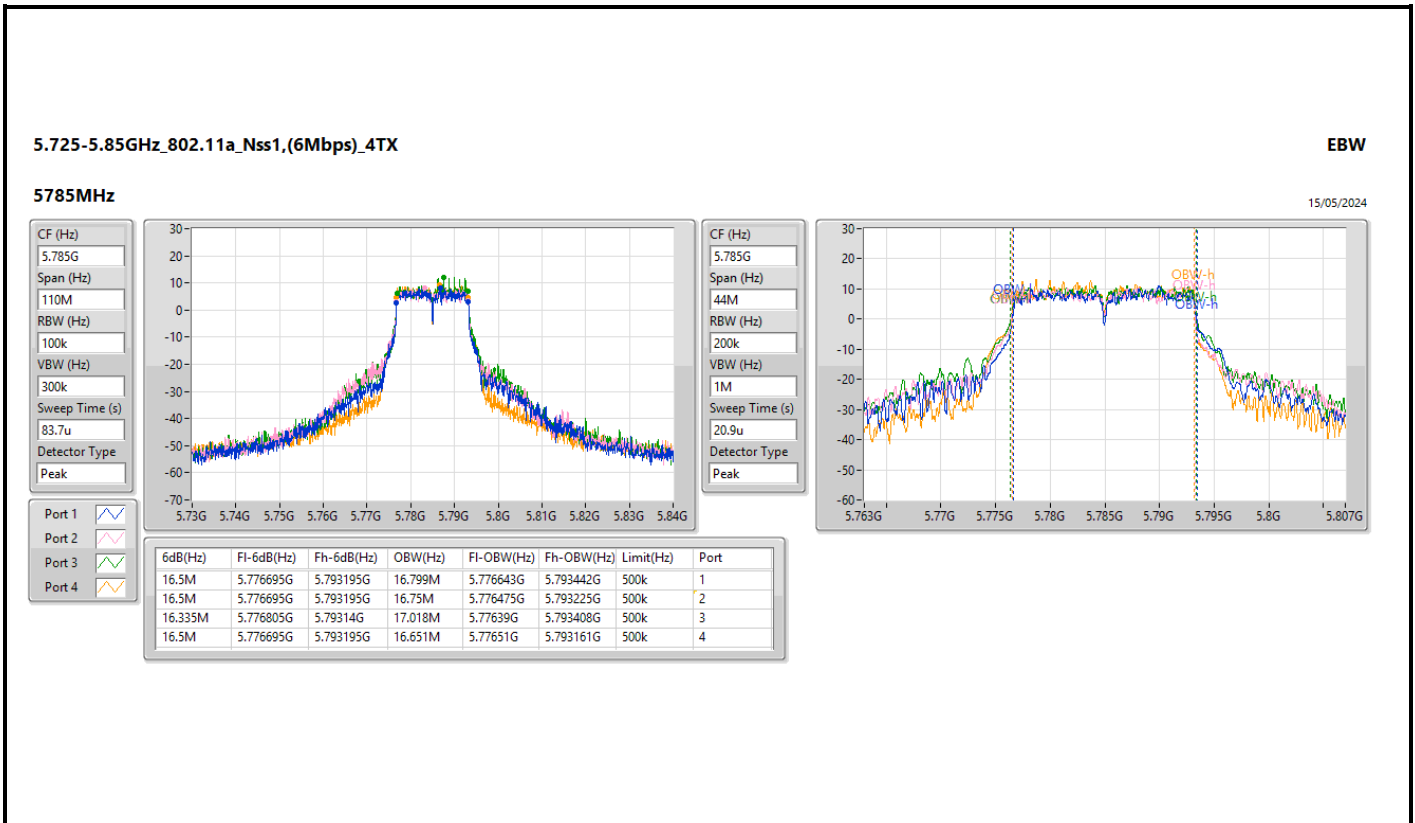 5.725-5.85GHz_802.11a_Nss1,(6Mbps)_4TX
EBW
5785MHz
15/05/2024
CF (Hz)
5.785G
Span (Hz)
110M
RBW (Hz)
100k
VBW (Hz)
300k
Sweep Time (s)
83.7u
Detector Type
Peak
30
20
10
0
-10
-20
-30
-40
-50
-60
-70
5.73G 5.74G 5.75G 5.76G 5.77G 5.78G 5.79G 5.8G 5.81G 5.82G 5.83G 5.84G
CF (Hz)
5.785G
Span (Hz)
44M
RBW (Hz)
200k
VBW (Hz)
1M
Sweep Time (s)
20.9u
Detector Type
Peak
30
20
10
0
-10
-20
-30
-40
-50
-60
OBW-h
OBW-h
OBW-h
5.763G 5.77G 5.775G 5.78G 5.785G 5.79G 5.795G 5.8G 5.807G
Port 1
Port 2
Port 3
Port 4
6dB(Hz) Fl-6dB(Hz) Fh-6dB(Hz) OBW(Hz) Fl-OBW(Hz) Fh-OBW(Hz) Limit(Hz) Port
16.5M 5.776695G 5.793195G 16.799M 5.776643G 5.793442G 500k 1
16.5M 5.776695G 5.793195G 16.75M 5.776475G 5.793225G 500k 2
16.335M 5.776805G 5.79314G 17.018M 5.77639G 5.793408G 500k 3
16.5M 5.776695G 5.793195G 16.651M 5.77651G 5.793161G 500k 4